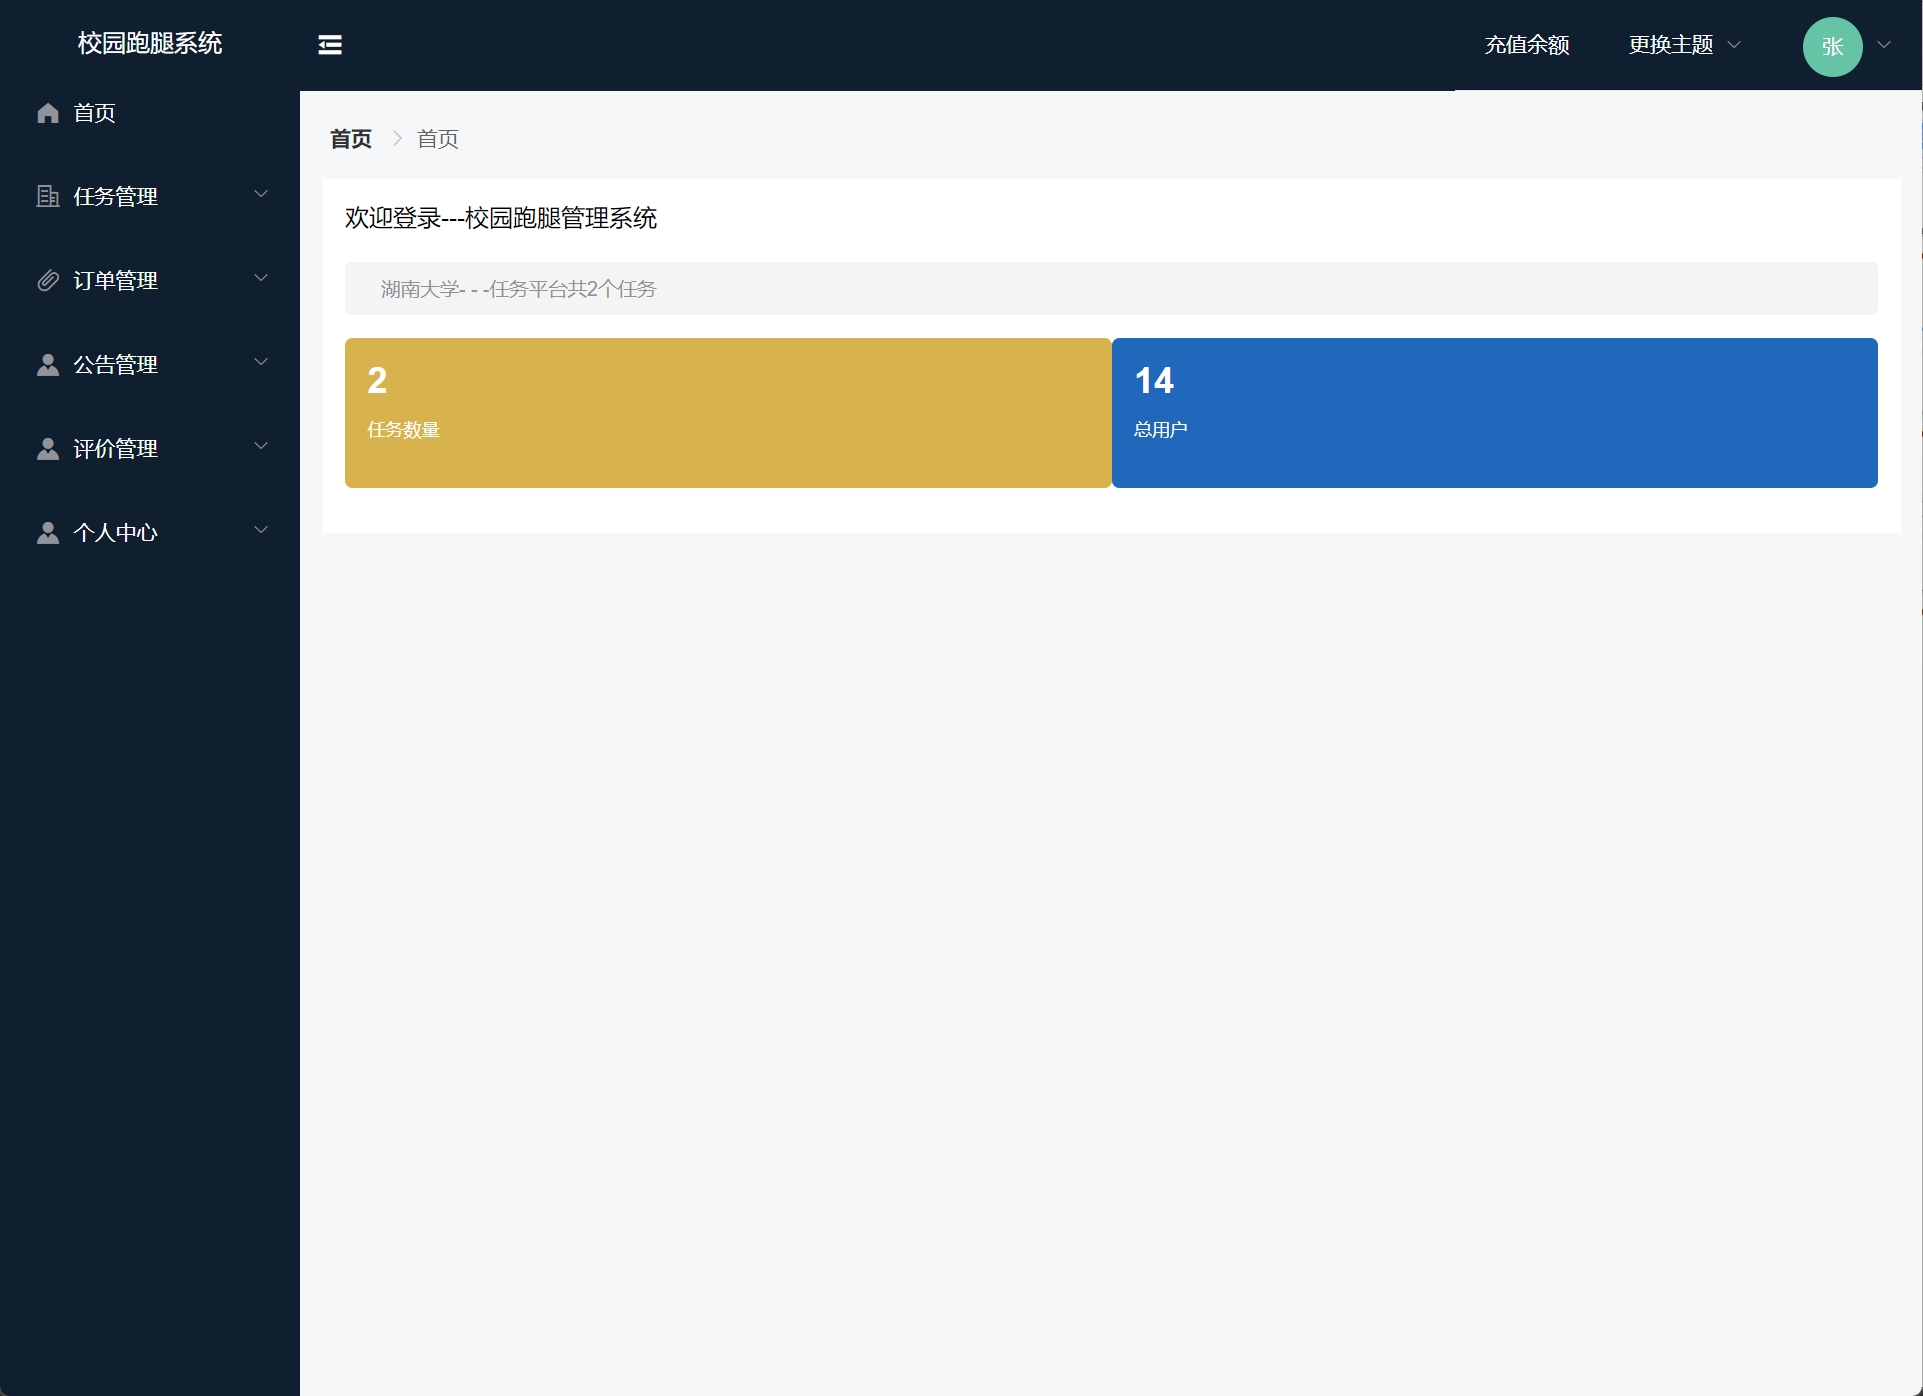 校园跑腿系统
充值余额
更换主题
张
首页
任务管理
订单管理
公告管理
评价管理
个人中心
首页 首页
欢迎登录---校园跑腿管理系统
湖南大学- - -任务平台共2个任务
2
任务数量
14
总用户